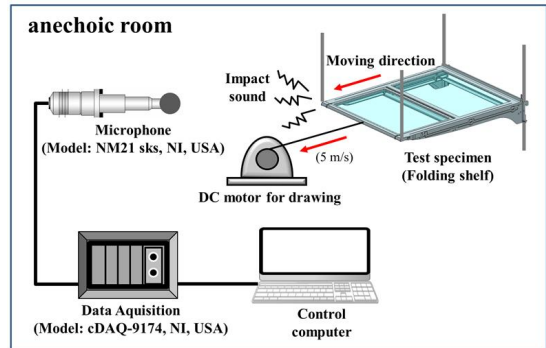 anechoic room
Moving direction
Impact
sound
Microphone
(Model: NM21 sks, NI, USA)
(5 m/s)
Test specimen
(Folding shelf)
DC motor for drawing
Data Aquisition
(Model: cDAQ-9174, NI, USA)
Control
computer